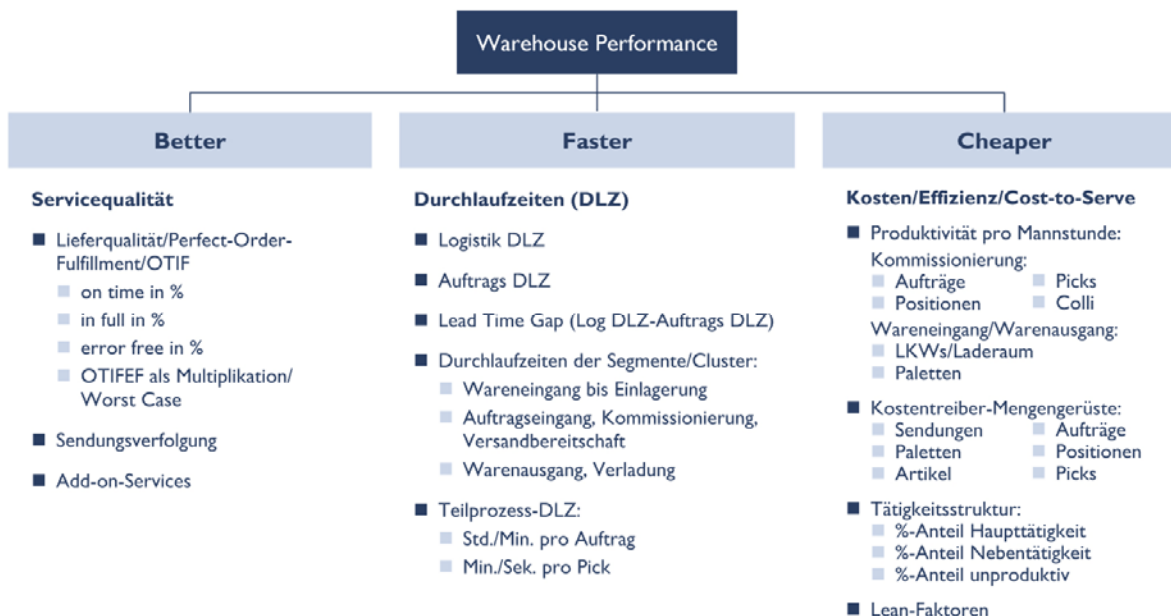 Warehouse Performance
Better
Servicequalität
Lieferqualität/Perfect-Order-
Fulfillment/OTIF
on time in %
in full in %
error free in %
OTIFEF als Multiplikation/
Worst Case
Sendungsverfolgung
Add-on-Services
Faster
Durchlaufzeiten (DLZ)
Logistik DLZ
Auftrags DLZ
Lead Time Gap (Log DLZ-Auftrags DLZ)
Durchlaufzeiten der Segmente/Cluster:
Wareneingang bis Einlagerung
Auftragseingang, Kommissionierung,
Versandbereitschaft
Warenausgang, Verladung
Teilprozess-DLZ:
Std./Min. pro Auftrag
Min./Sek. pro Pick
Cheaper
Kosten/Effizienz/Cost-to-Serve
Produktivität pro Mannstunde:
Kommissionierung:
Aufträge Picks
Positionen Colli
Wareneingang/Warenausgang:
LKWs/Laderaum
Paletten
Kostentreiber-Mengengerüste:
Sendungen Aufträge
Paletten Positionen
Artikel Picks
Tätigkeitsstruktur:
%-Anteil Haupttätigkeit
%-Anteil Nebentätigkeit
%-Anteil unproduktiv
Lean-Faktoren